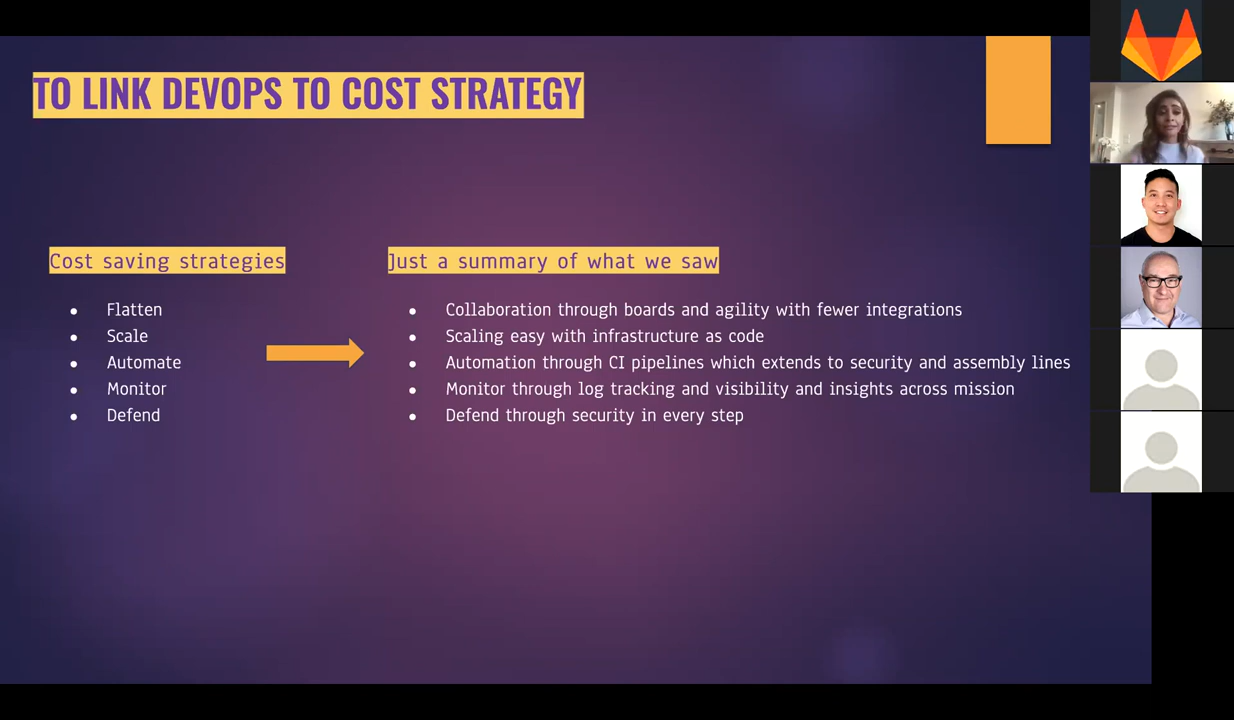 TO LINK DEVOPS TO COST STRATEGY
Cost saving strategies
Flatten
Scale
Automate
Monitor
Defend
Just a summary of what we saw
Collaboration through boards and agility with fewer integrations
Scaling easy with infrastructure as code
Automation through CI pipelines which extends to security and assembly lines
Monitor through log tracking and visibility and insights across mission
Defend through security in every step